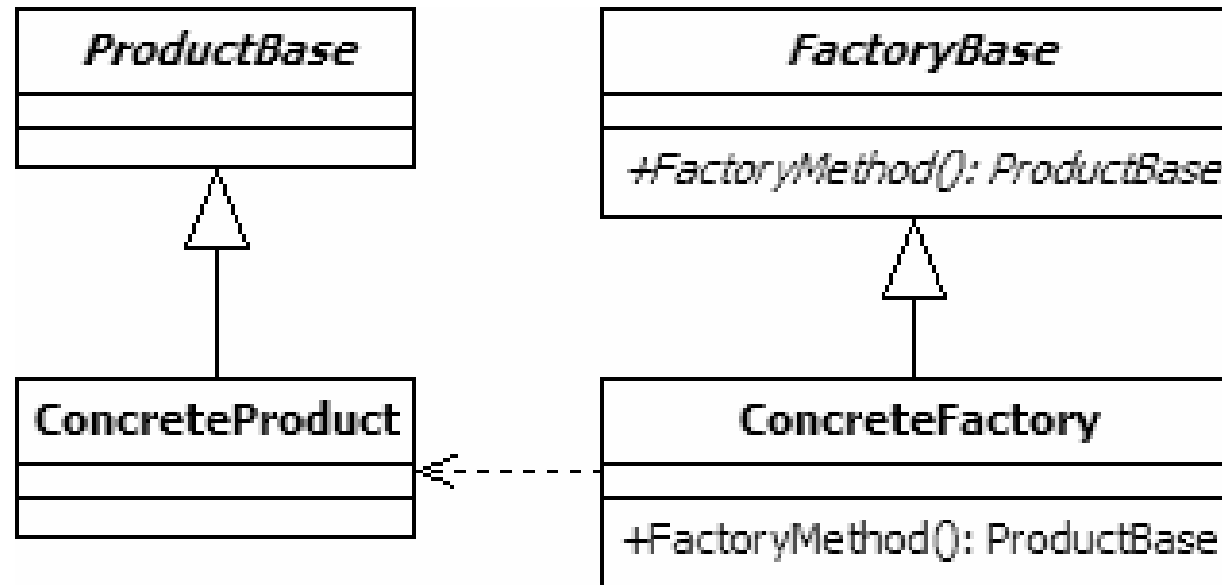 ProductBase
FactoryBase
+FactoryMethod(): ProductBase
ConcreteProduct
ConcreteFactory
+FactoryMethod(): ProductBase